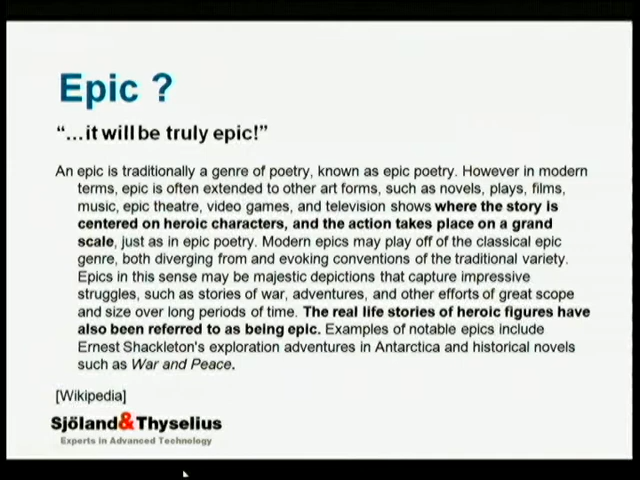 Epic ?
“...it will be truly epic!”
An epic is traditionally a genre of poetry, known as epic poetry. However in modern
terms, epic is often extended to other art forms, such as novels, plays, films,
music, epic theatre, video games, and television shows where the story is
centered on heroic characters, and the action takes place on a grand
scale, just as in epic poetry. Modern epics may play off of the classical epic
genre, both diverging from and evoking conventions of the traditional variety.
Epics in this sense may be majestic depictions that capture impressive
struggles, such as stories of war, adventures, and other efforts of great scope
and size over long periods of time. The real life stories of heroic figures have
also been referred to as being epic. Examples of notable epics include
Ernest Shackleton's exploration adventures in Antarctica and historical novels
such as War and Peace.
[Wikipedia]
Sjöland&Thyselius
Experts in Advanced Technology